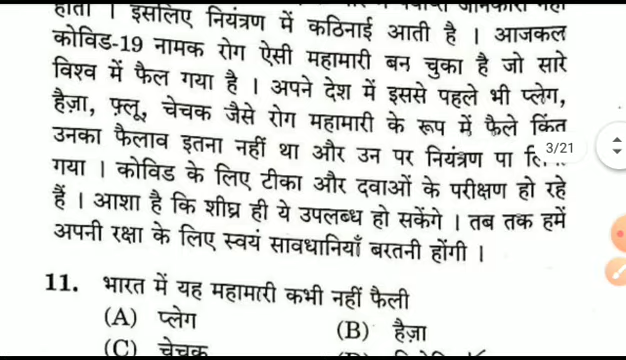 होती । इसलिए नियंत्रण में कठिनाई आती है । आजकल
कोविड-19 नामक रोग ऐसी महामारी बन चुका है जो सारे
विश्व में फैल गया है । अपने देश में इससे पहले भी प्लेग,
हैज़ा, फ़्लू, चेचक जैसे रोग महामारी के रूप में फैले किंत
उनका फैलाव इतना नहीं था और उन पर नियंत्रण पा
3/21
गया । कोविड के लिए टीका और दवाओं के परीक्षण हो रहे
हैं । आशा है कि शीघ्र ही ये उपलब्ध हो सकेंगे । तब तक हमें
अपनी रक्षा के लिए स्वयं सावधानियाँ बरतनी होंगी ।
11. भारत में यह महामारी कभी नहीं फैली
(A) प्लेग
(B) हैज़ा
(C) चेचक